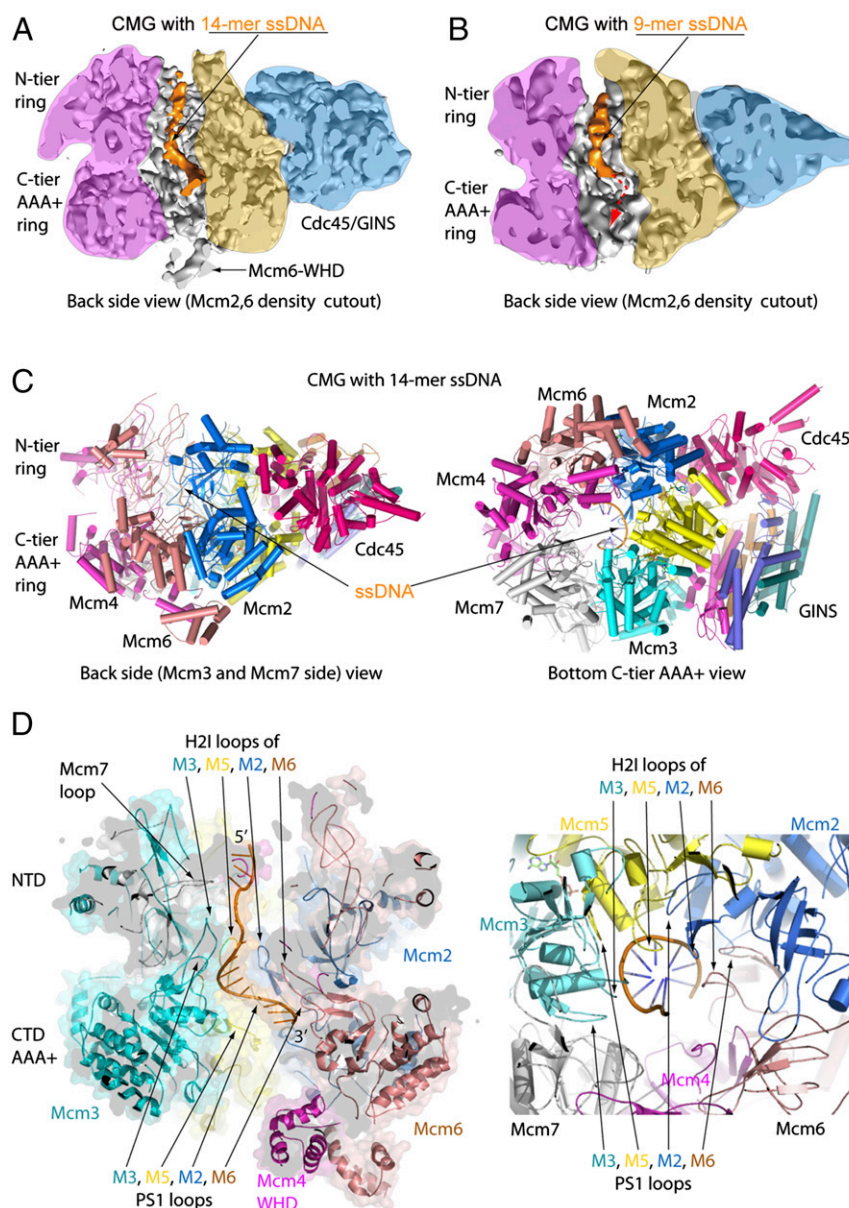 A
CMG with 14-mer ssDNA
N-tier
ring
C-tier
AAA+
ring
Cdc45/GINS
Mcm6-WHD
Back side view (Mcm2,6 density cutout)
B
CMG with 9-mer ssDNA
N-tier
ring
C-tier
AAA+
ring
Back side view (Mcm2,6 density cutout)
C
CMG with 14-mer ssDNA
N-tier
ring
C-tier
AAA+
ring
Mcm4
Mcm6
Mcm2
Cdc45
ssDNA
Back side (Mcm3 and Mcm7 side) view
Mcm6
Mcm2
Cdc45
Mcm4
Mcm7
Mcm3
GINS
Bottom C-tier AAA+ view
D
H2I loops of
M3, M5, M2, M6
Mcm7
loop
5’
NTD
Mcm2
CTD
AAA+
3’
Mcm3
Mcm6
M3, M5, M2, M6
PS1 loops
Mcm4
WHD
H2I loops of
M3, M5, M2, M6
Mcm5
Mcm2
Mcm3
Mcm4
Mcm7
Mcm6
M3, M5, M2, M6
PS1 loops